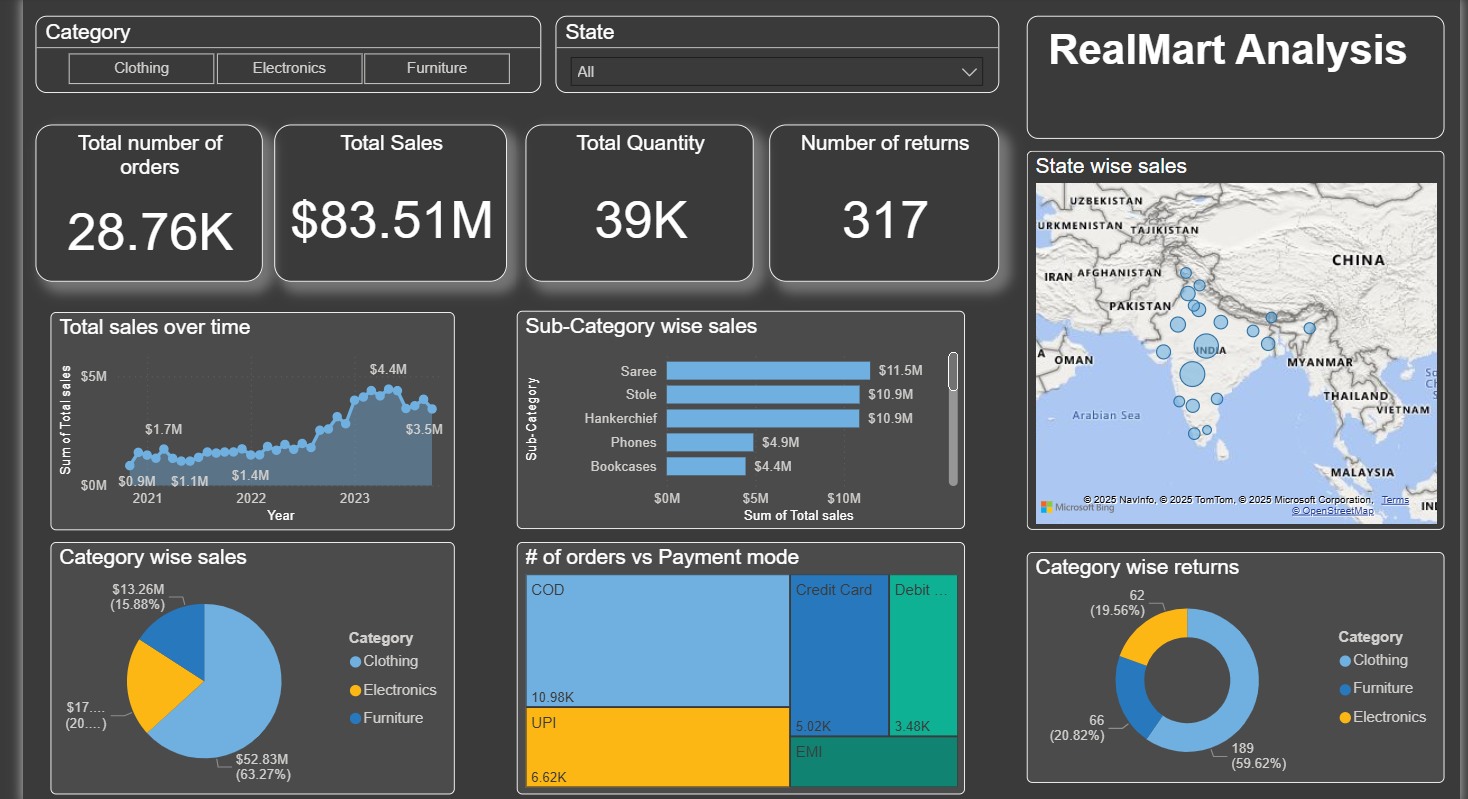 Category
Clothing
Electronics
Furniture
State
All
RealMart Analysis
Total number of
orders
28.76K
Total Sales
$83.51M
Total Quantity
39K
Number of returns
317
State wise sales
UZBEKISTAN
URKMENISTAN
TAJIKISTAN
CHINA
IRAN
AFGHANISTAN
PAKISTAN
A
OMAN
INDIA
MYANMAR
Arabian Sea
THAILAND
VIETNAM
So
Ch
Se
MALAYSIA
INI
© 2025 NavInfo, © 2025 TomTom, © 2025 Microsoft Corporation, Terms
Microsoft Bing
© OpenStreetMap
Total sales over time
Sum of Total sales
$5M
$0M
$4.4M
$1.7M
$3.5M
$0.9M
$1.1M
$1.4M
2021
2022
2023
Year
Sub-Category wise sales
Sub-Category
Saree
$11.5M
Stole
$10.9M
Hankerchief
$10.9M
Phones
$4.9M
Bookcases
$4.4M
$0M
$5M
$10M
Sum of Total sales
Category wise sales
$13.26M
(15.88%)
$17....
(20....)
$52.83M
(63.27%)
Category
Clothing
Electronics
Furniture
# of orders vs Payment mode
COD
10.98K
UPI
6.62K
Credit Card
5.02K
Debit ...
3.48K
EMI
Category wise returns
62
(19.56%)
66
(20.82%)
189
(59.62%)
Category
Clothing
Furniture
Electronics